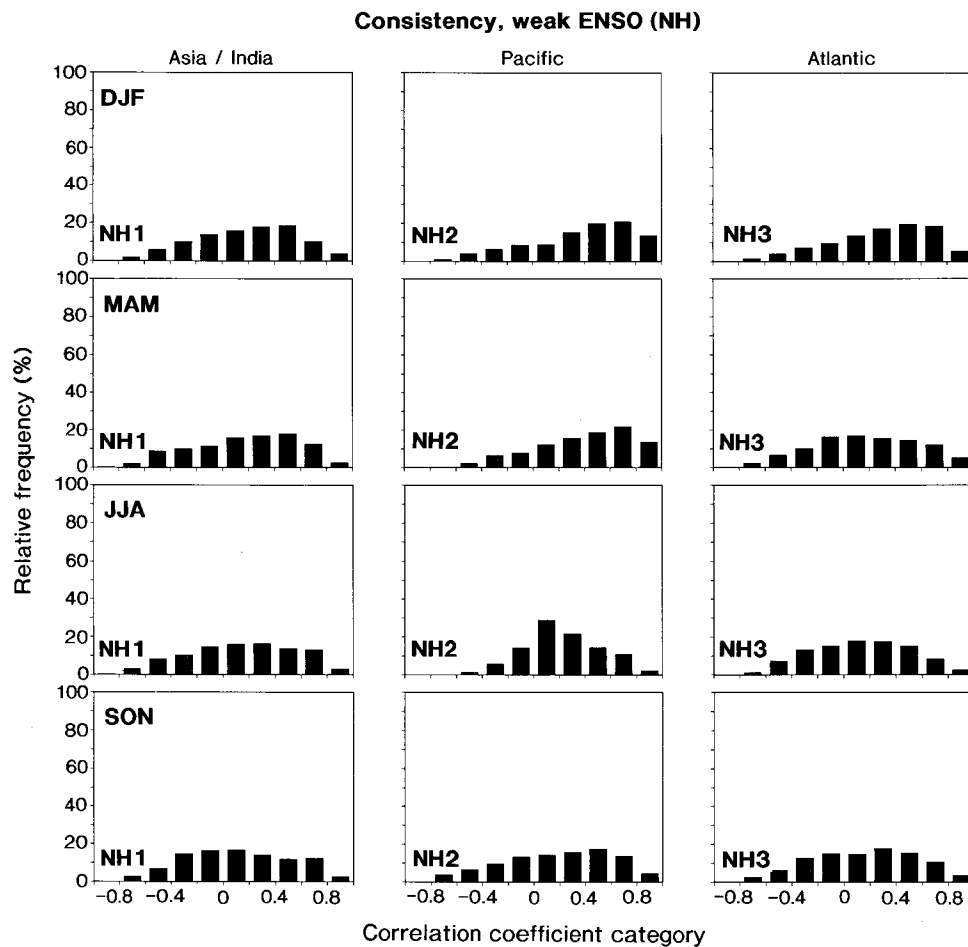 Consistency, weak ENSO (NH)
Asia / India
Pacific
Atlantic
Relative frequency (%)
100
80
60
40
20
0
DJF
NH1
NH2
NH3
100
80
60
40
20
0
MAM
NH1
NH2
NH3
100
80
60
40
20
0
JJA
NH1
NH2
NH3
100
80
60
40
20
0
SON
NH1
NH2
NH3
−0.8 −0.4 0 0.4 0.8
−0.8 −0.4 0 0.4 0.8
−0.8 −0.4 0 0.4 0.8
Correlation coefficient category